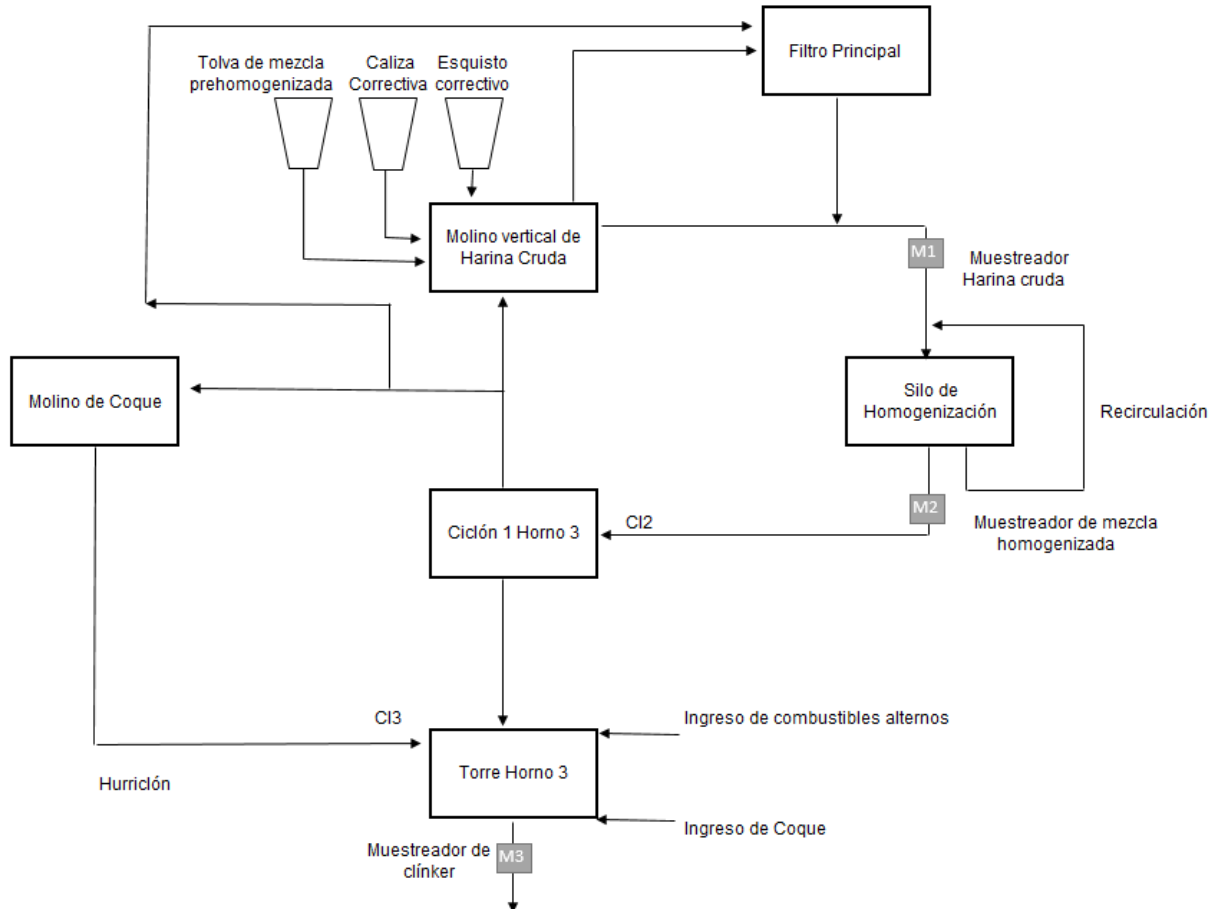 Filtro Principal
Tolva de mezcla
prehomogenizada
Caliza
Correctiva
Esquisto
correctivo
Molino vertical de
Harina Cruda
M1
Muestreador
Harina cruda
Molino de Coque
Silo de
Homogenización
Recirculación
M2
Muestreador de mezcla
homogenizada
CI2
Ciclón 1 Horno 3
CI3
Hurriclón
Ingreso de combustibles alternos
Torre Horno 3
Ingreso de Coque
Muestreador de
clínker
M3